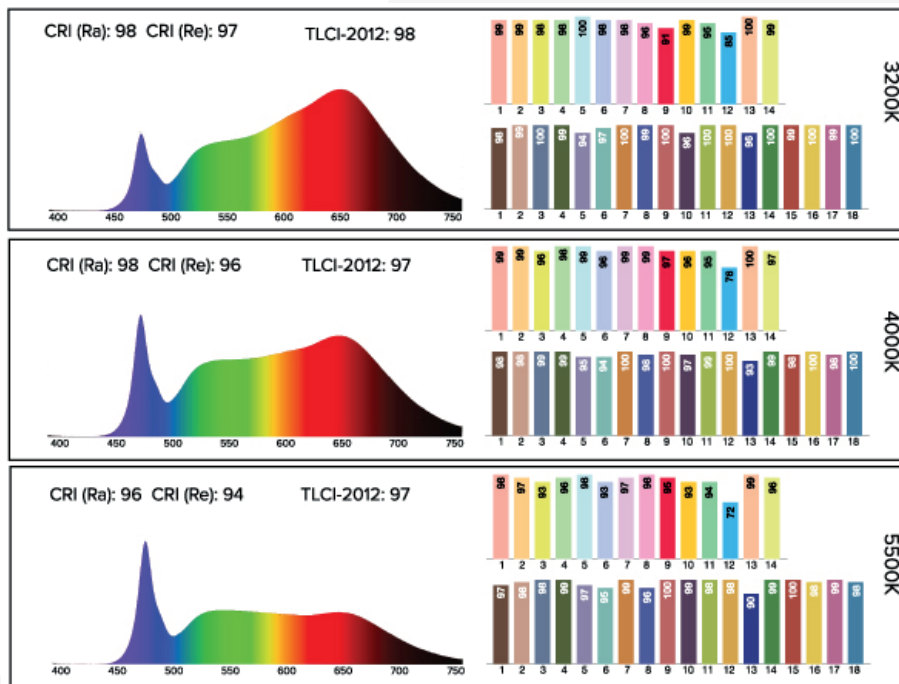 CRI (Ra): 98 CRI (Re): 97 TLCI-2012: 98
99 99 98 98 100 98 98 96 91 99 95 85 100 99
1 2 3 4 5 6 7 8 9 10 11 12 13 14
98 99 100 99 94 97 100 99 100 96 100 100 96 100 99 100 99 100
1 2 3 4 5 6 7 8 9 10 11 12 13 14 15 16 17 18
400 450 500 550 600 650 700 750
3200K
CRI (Ra): 98 CRI (Re): 96 TLCI-2012: 97
99 99 96 98 99 96 99 99 97 96 95 76 100 97
1 2 3 4 5 6 7 8 9 10 11 12 13 14
98 98 99 99 95 94 100 98 100 97 99 100 93 99 98 100 98 100
1 2 3 4 5 6 7 8 9 10 11 12 13 14 15 16 17 18
400 450 500 550 600 650 700 750
4000K
CRI (Ra): 96 CRI (Re): 94 TLCI-2012: 97
98 97 93 98 98 93 97 98 95 93 94 72 99 96
1 2 3 4 5 6 7 8 9 10 11 12 13 14
97 98 98 99 97 95 99 96 100 99 98 98 90 99 100 98 99 98
1 2 3 4 5 6 7 8 9 10 11 12 13 14 15 16 17 18
400 450 500 550 600 650 700 750
5500K